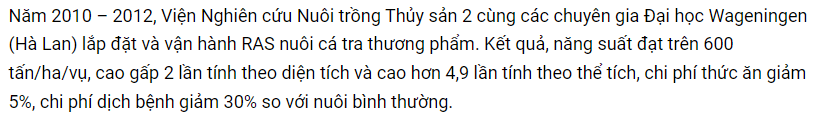 Năm 2010 – 2012, Viện Nghiên cứu Nuôi trồng Thủy sản 2 cùng các chuyên gia Đại học Wageningen
(Hà Lan) lắp đặt và vận hành RAS nuôi cá tra thương phẩm. Kết quả, năng suất đạt trên 600
tấn/ha/vụ, cao gấp 2 lần tính theo diện tích và cao hơn 4,9 lần tính theo thể tích, chi phí thức ăn giảm
5%, chi phí dịch bệnh giảm 30% so với nuôi bình thường.